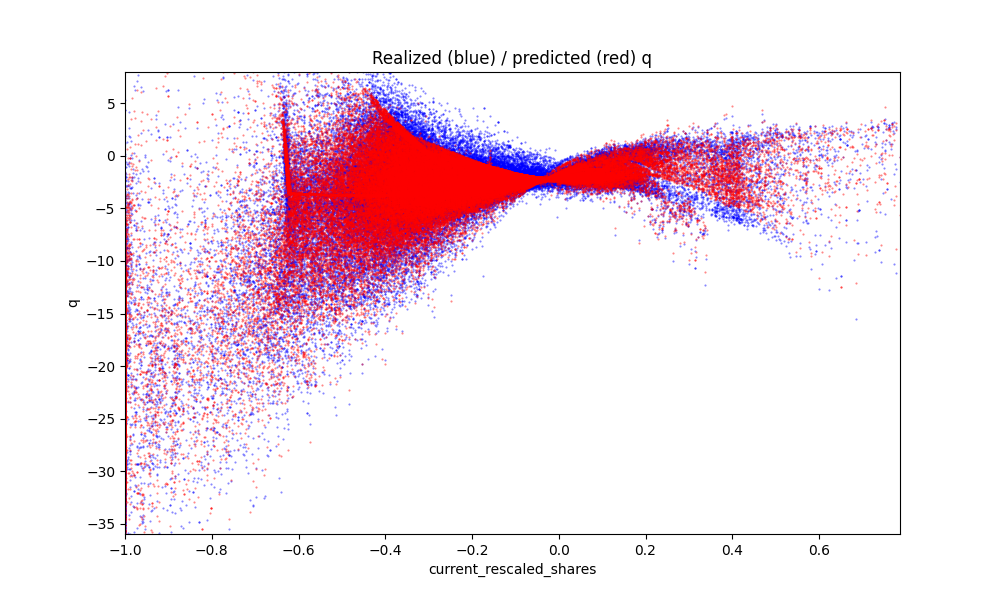 Realized (blue) / predicted (red) q
5
0
−5
−10
−15
−20
−25
−30
−35
q
−1.0 −0.8 −0.6 −0.4 −0.2 0.0 0.2 0.4 0.6
current_rescaled_shares